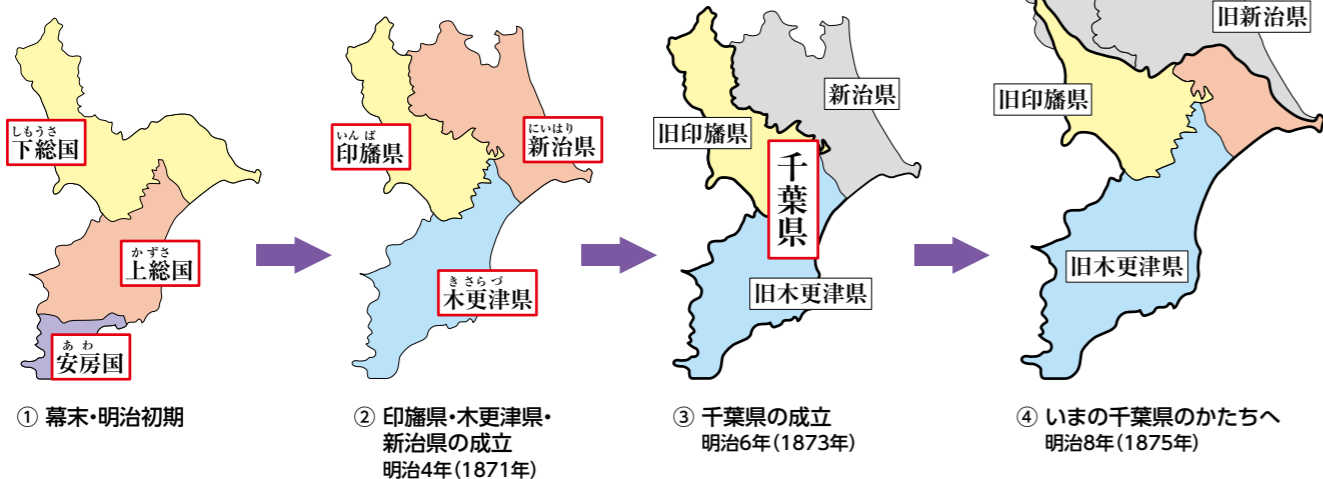 しもうさ
下総国
かずさ
上総国
あわ
安房国
① 幕末・明治初期
いんば
印旛県
にいはり
新治県
きさらづ
木更津県
② 印旛県・木更津県・
新治県の成立
明治4年(1871年)
旧印旛県
新治県
千葉県
旧木更津県
③ 千葉県の成立
明治6年(1873年)
旧新治県
旧印旛県
旧木更津県
④ いまの千葉県のかたちへ
明治8年(1875年)